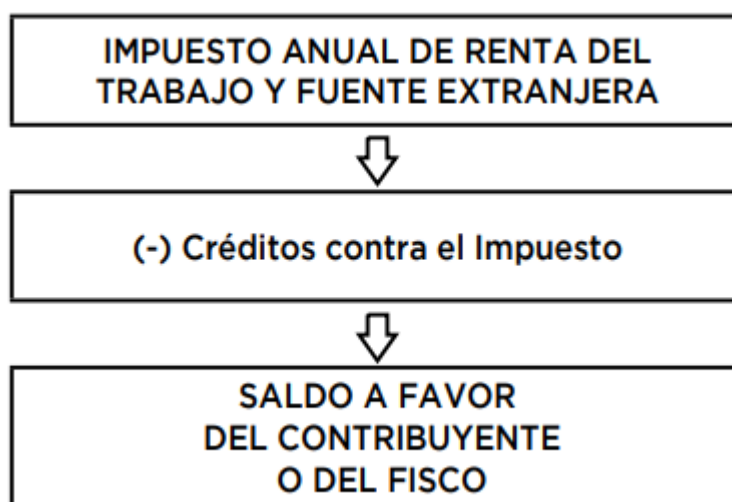 IMPUESTO ANUAL DE RENTA DEL
TRABAJO Y FUENTE EXTRANJERA
(-) Créditos contra el Impuesto
SALDO A FAVOR
DEL CONTRIBUYENTE
O DEL FISCO